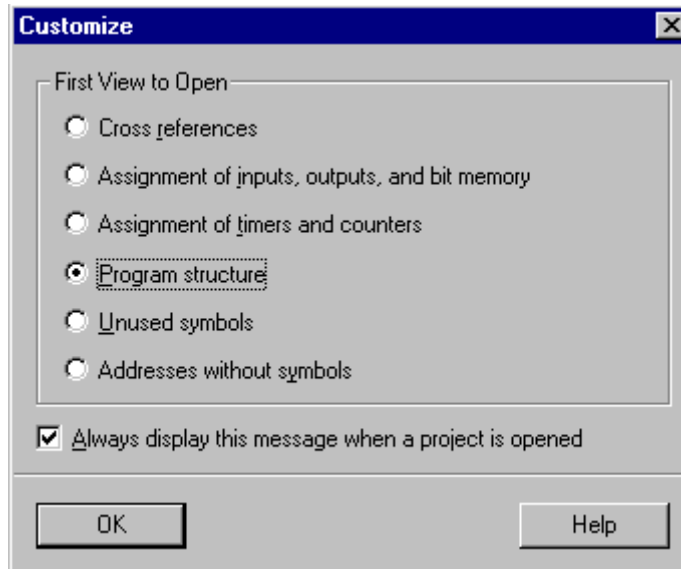 Customize
First View to Open
Cross references
Assignment of inputs, outputs, and bit memory
Assignment of timers and counters
Program structure
Unused symbols
Addresses without symbols
Always display this message when a project is opened
OK
Help